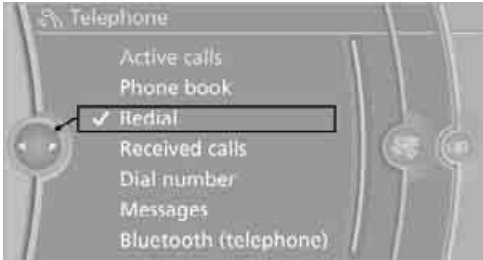 Telephone
Active calls
Phone book
Redial
Received calls
Dial number
Messages
Bluetooth (telephone)